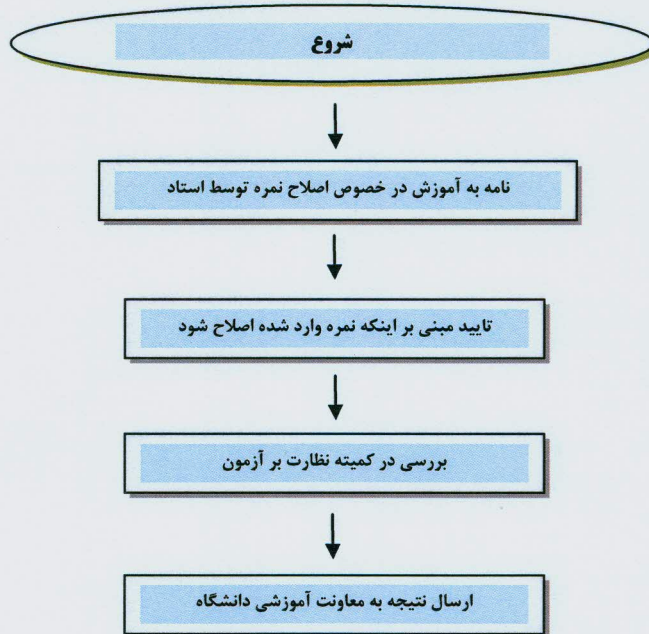 شروع
نامه به آموزش در خصوص اصلاح نمره توسط استاد
تایید مبنی بر اینکه نمره وارد شده اصلاح شود
بررسی در کمیته نظارت بر آزمون
ارسال نتیجه به معاونت آموزشی دانشگاه